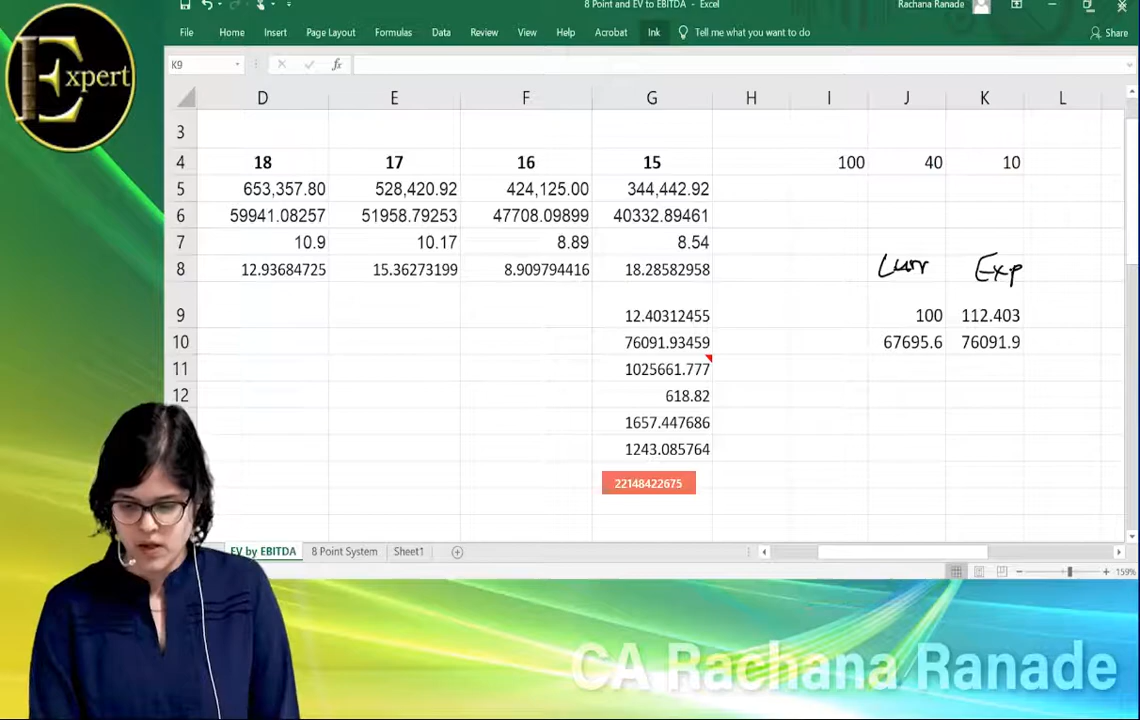 8 Point and EV to EBITDA - Excel
Rachana Ranade
File Home Insert Page Layout Formulas Data Review View Help Acrobat Ink Tell me what you want to do Share
Expert
K9 fx
D E F G H I J K L
3
4 18 17 16 15 100 40 10
5 653,357.80 528,420.92 424,125.00 344,442.92
6 59941.08257 51958.79253 47708.09899 40332.89461
7 10.9 10.17 8.89 8.54
8 12.93684725 15.36273199 8.909794416 18.28582958 Curr Exp
9 12.40312455 100 112.403
10 76091.93459 67695.6 76091.9
11 1025661.777
12 618.82
1657.447686
1243.085764
22148422675
EV by EBITDA 8 Point System Sheet1
159%
CA Rachana Ranade